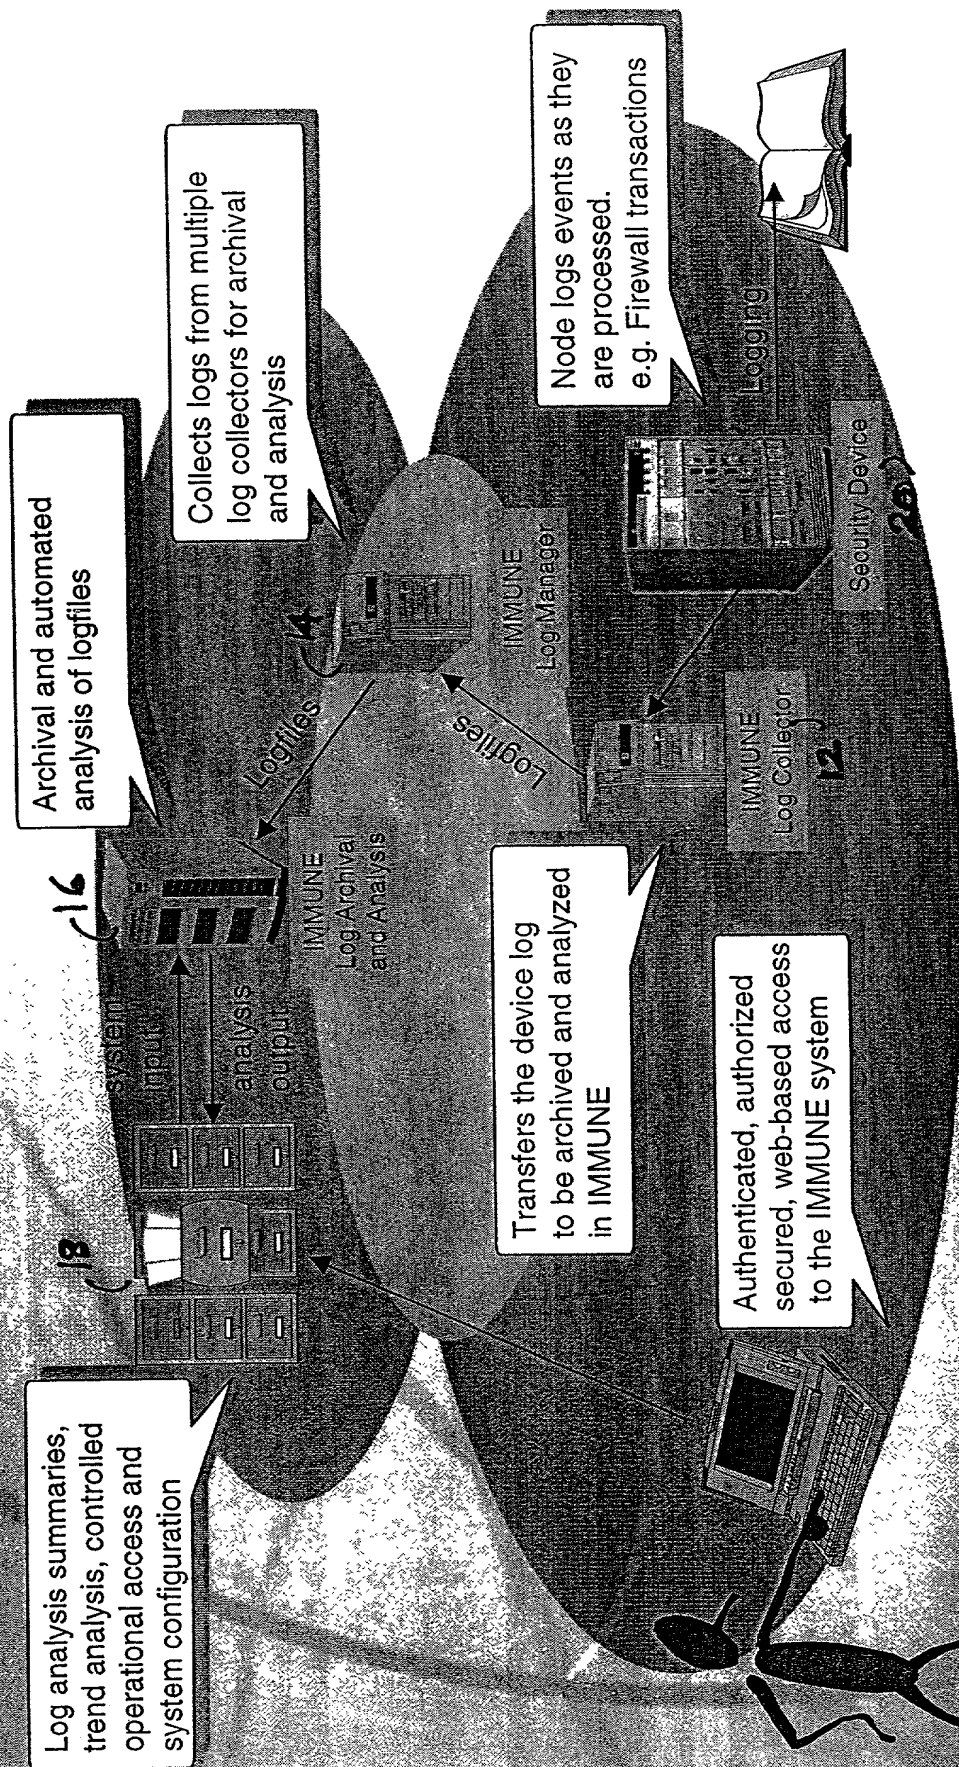 Log analysis summaries,
trend analysis, controlled
operational access and
system configuration
18
system
inputs
analysis
output
16
Archival and automated
analysis of logfiles
IMMUNE
Log Archival
and Analysis
Logfiles
14
Collects logs from multiple
log collectors for archival
and analysis
IMMUNE
Log Manager
Logfiles
Transfers the device log
to be archived and analyzed
in IMMUNE
Node logs events as they
are processed.
e.g. Firewall transactions
Authenticated, authorized
secured, web-based access
to the IMMUNE system
IMMUNE
Log Collector
12
Logging
Security Device
20